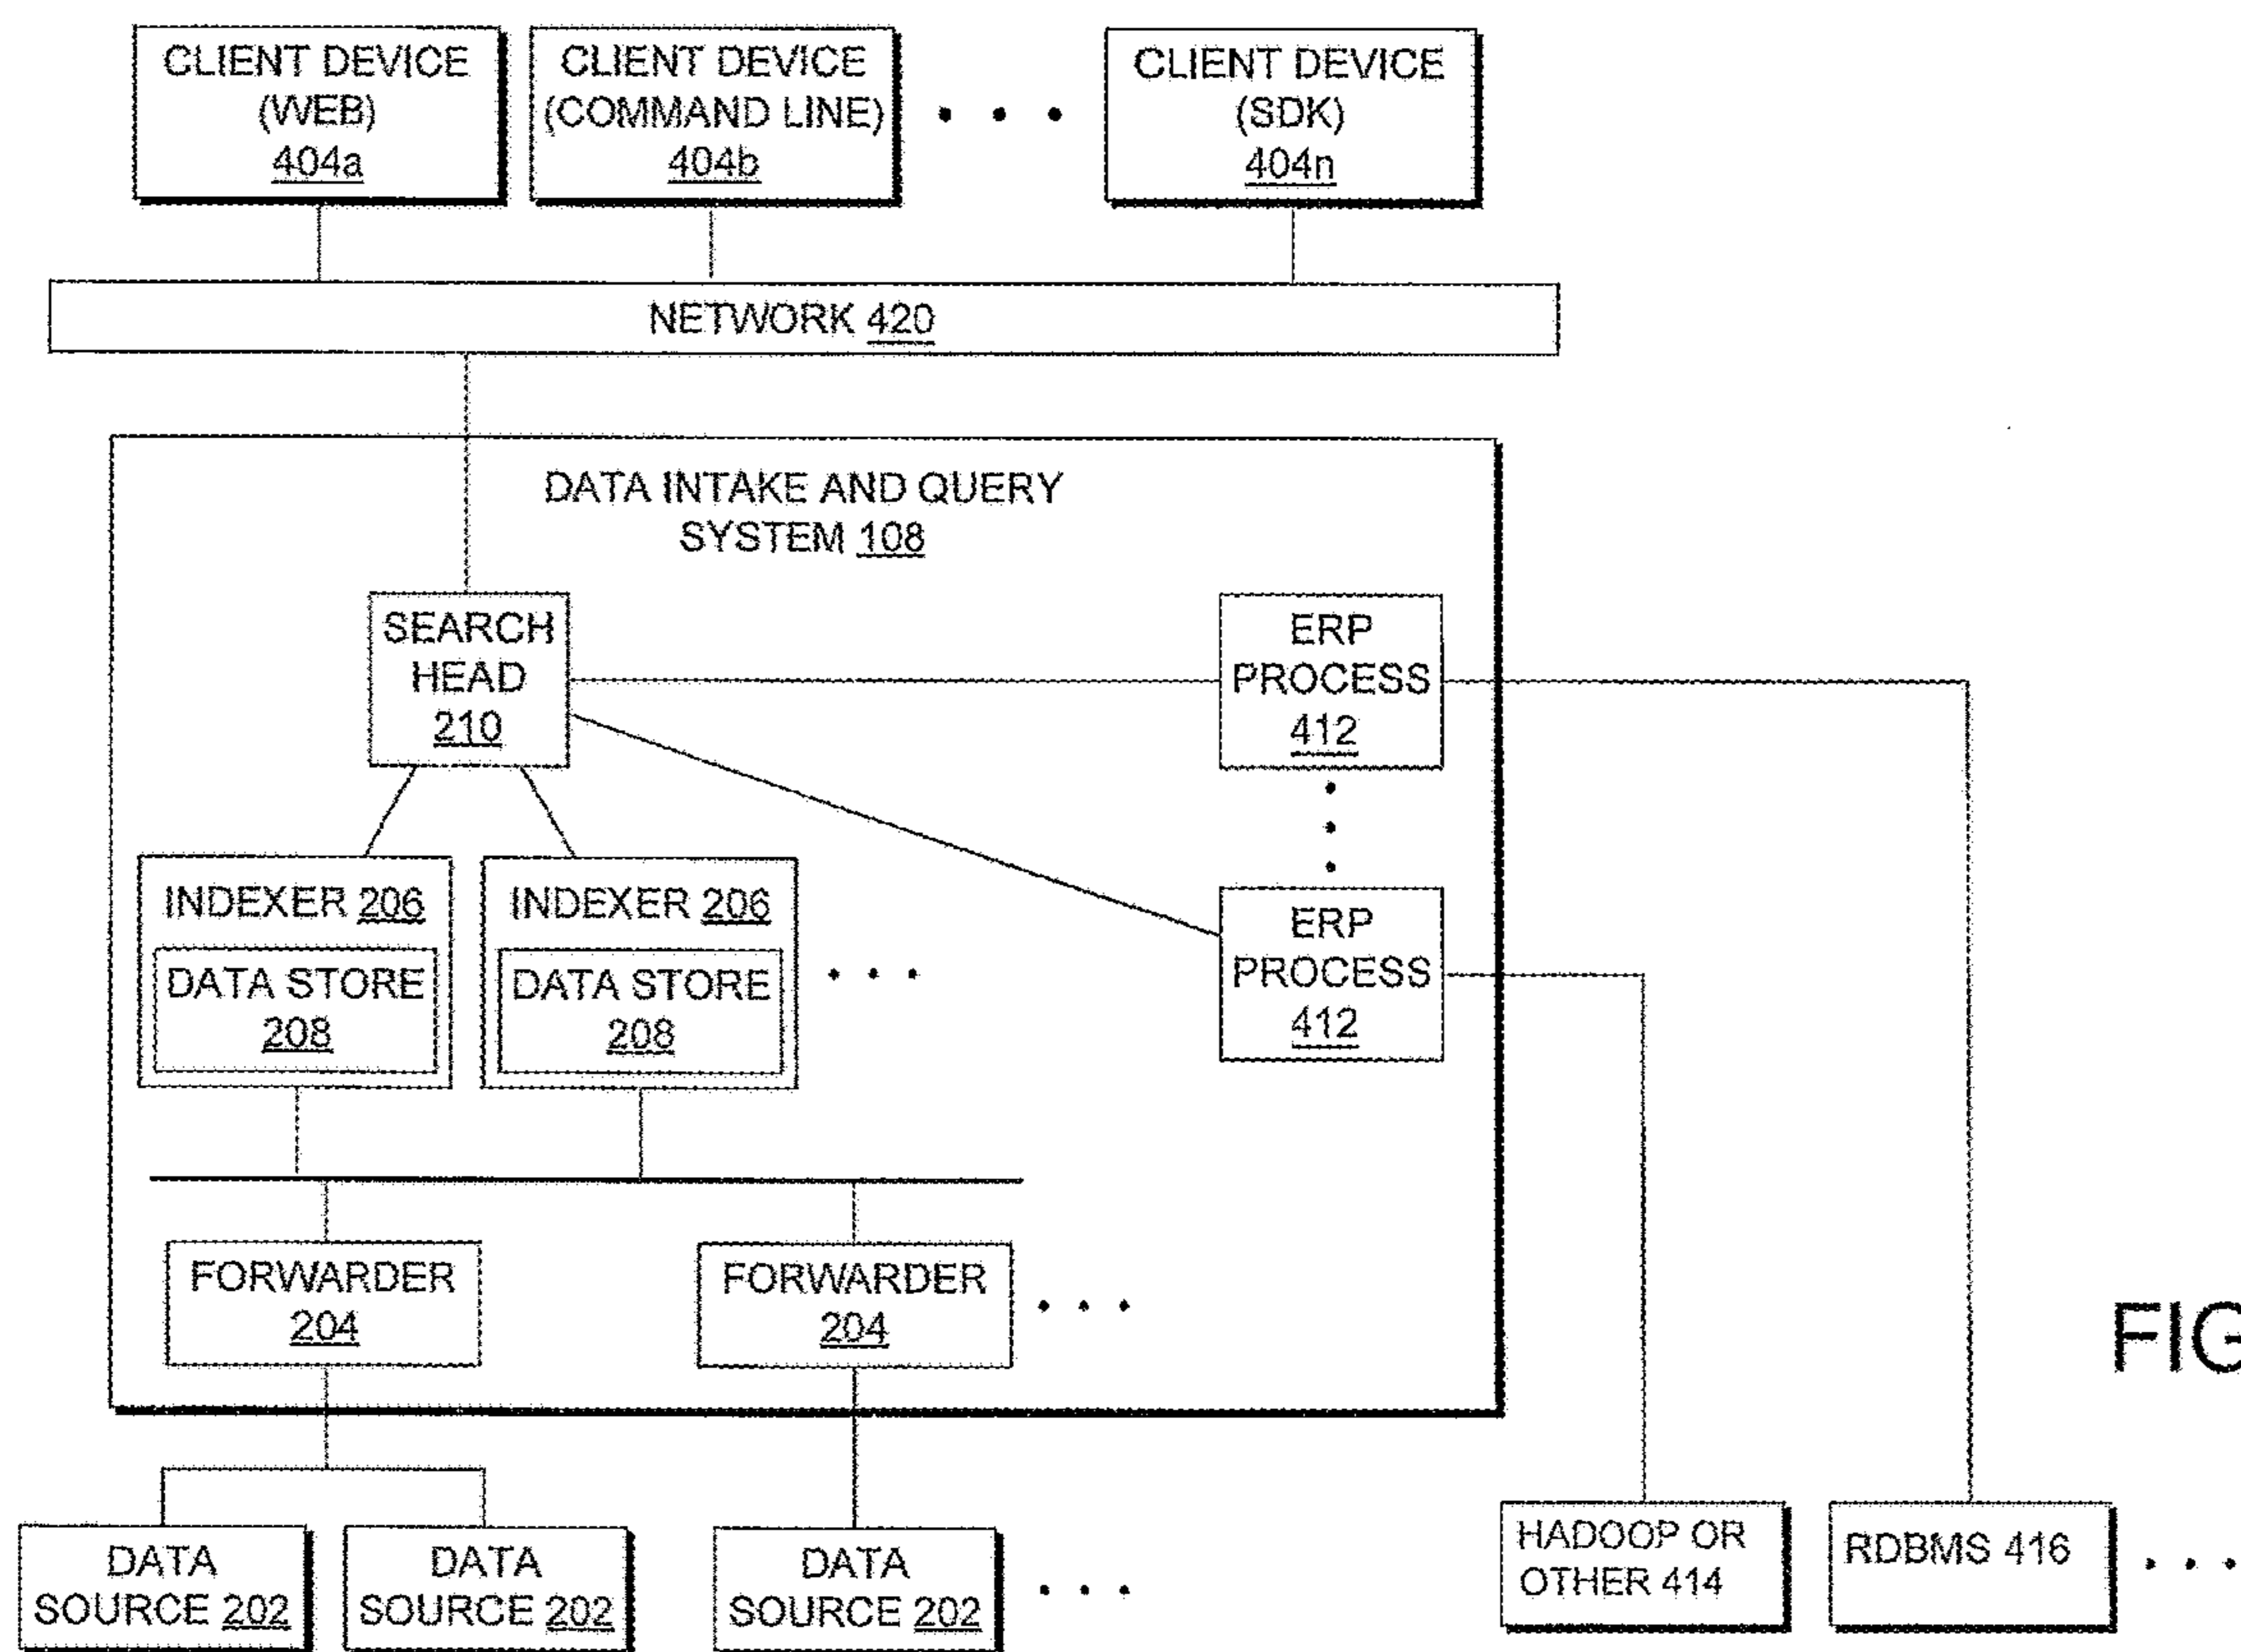 CLIENT DEVICE
(WEB)
404a
CLIENT DEVICE
(COMMAND LINE)
404b
CLIENT DEVICE
(SDK)
404n
NETWORK 420
DATA INTAKE AND QUERY
SYSTEM 108
SEARCH
HEAD
210
ERP
PROCESS
412
INDEXER 206
DATA STORE
208
INDEXER 206
DATA STORE
208
ERP
PROCESS
412
FORWARDER
204
FORWARDER
204
FIG
DATA
SOURCE 202
DATA
SOURCE 202
DATA
SOURCE 202
HADOOP OR
OTHER 414
RDBMS 416